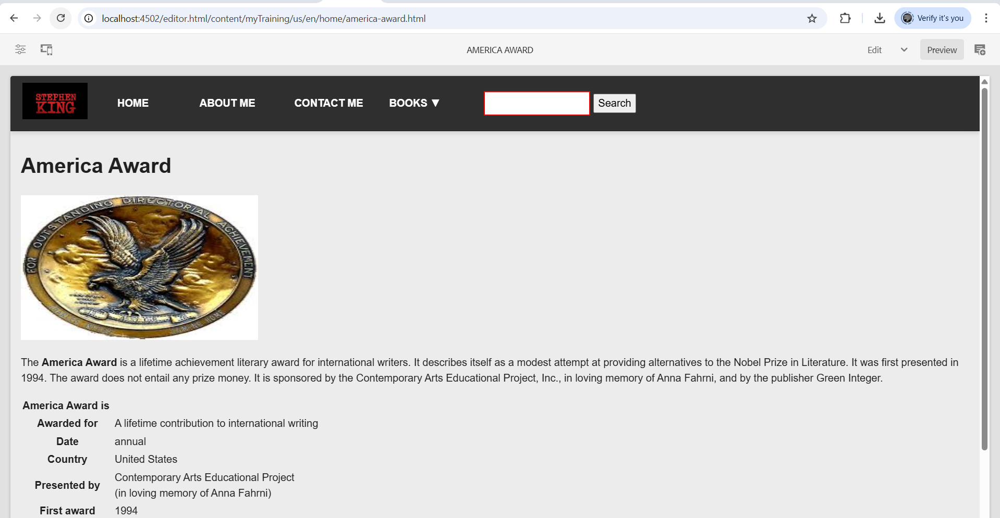 localhost:4502/editor.html/content/myTraining/us/en/home/america-award.html
Verify it's you
AMERICA AWARD
Edit
Preview
STEPHEN
KING
HOME
ABOUT ME
CONTACT ME
BOOKS ▼
Search
America Award
FOR OUTSTANDING DIRECTORIAL ACHIEVEMENT
The America Award is a lifetime achievement literary award for international writers. It describes itself as a modest attempt at providing alternatives to the Nobel Prize in Literature. It was first presented in
1994. The award does not entail any prize money. It is sponsored by the Contemporary Arts Educational Project, Inc., in loving memory of Anna Fahrni, and by the publisher Green Integer.
America Award is
Awarded for A lifetime contribution to international writing
Date annual
Country United States
Presented by Contemporary Arts Educational Project
(in loving memory of Anna Fahrni)
First award 1994